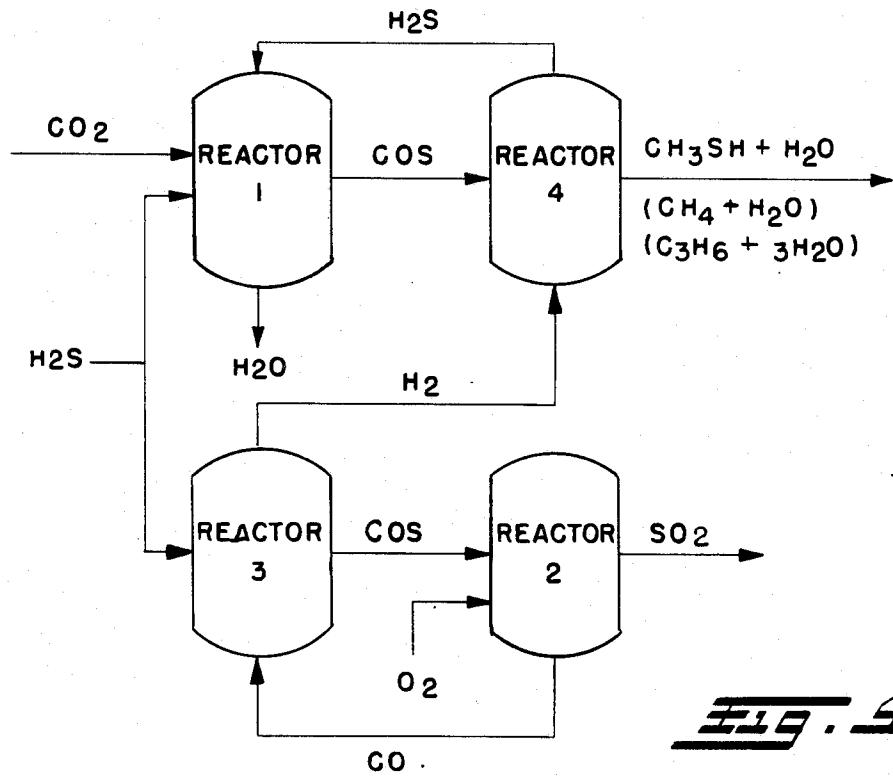 H2S
CO2
REACTOR
1
COS
REACTOR
4
CH3SH + H2O
(CH4 + H2O)
(C3H6 + 3H2O)
H2S
H2O
H2
REACTOR
3
COS
REACTOR
2
SO2
O2
CO
Fig.